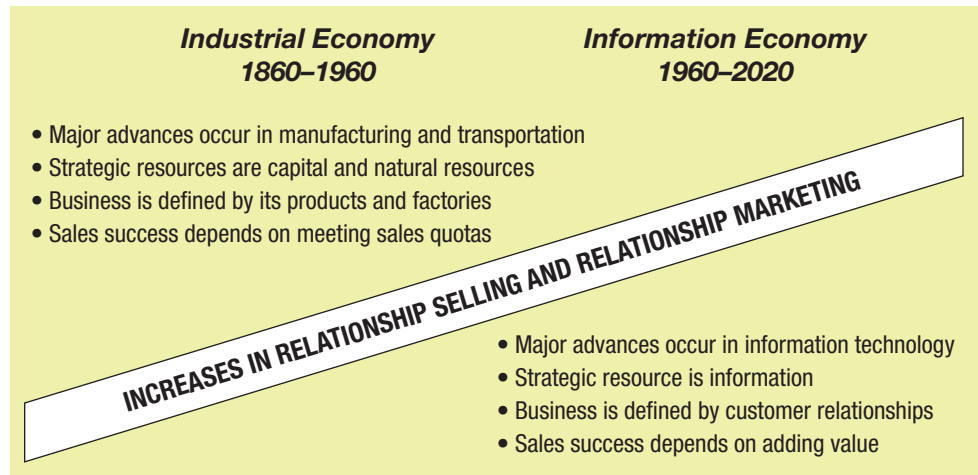 Industrial Economy
1860–1960
Information Economy
1960–2020
• Major advances occur in manufacturing and transportation
• Strategic resources are capital and natural resources
• Business is defined by its products and factories
• Sales success depends on meeting sales quotas
INCREASES IN RELATIONSHIP SELLING AND RELATIONSHIP MARKETING
• Major advances occur in information technology
• Strategic resource is information
• Business is defined by customer relationships
• Sales success depends on adding value